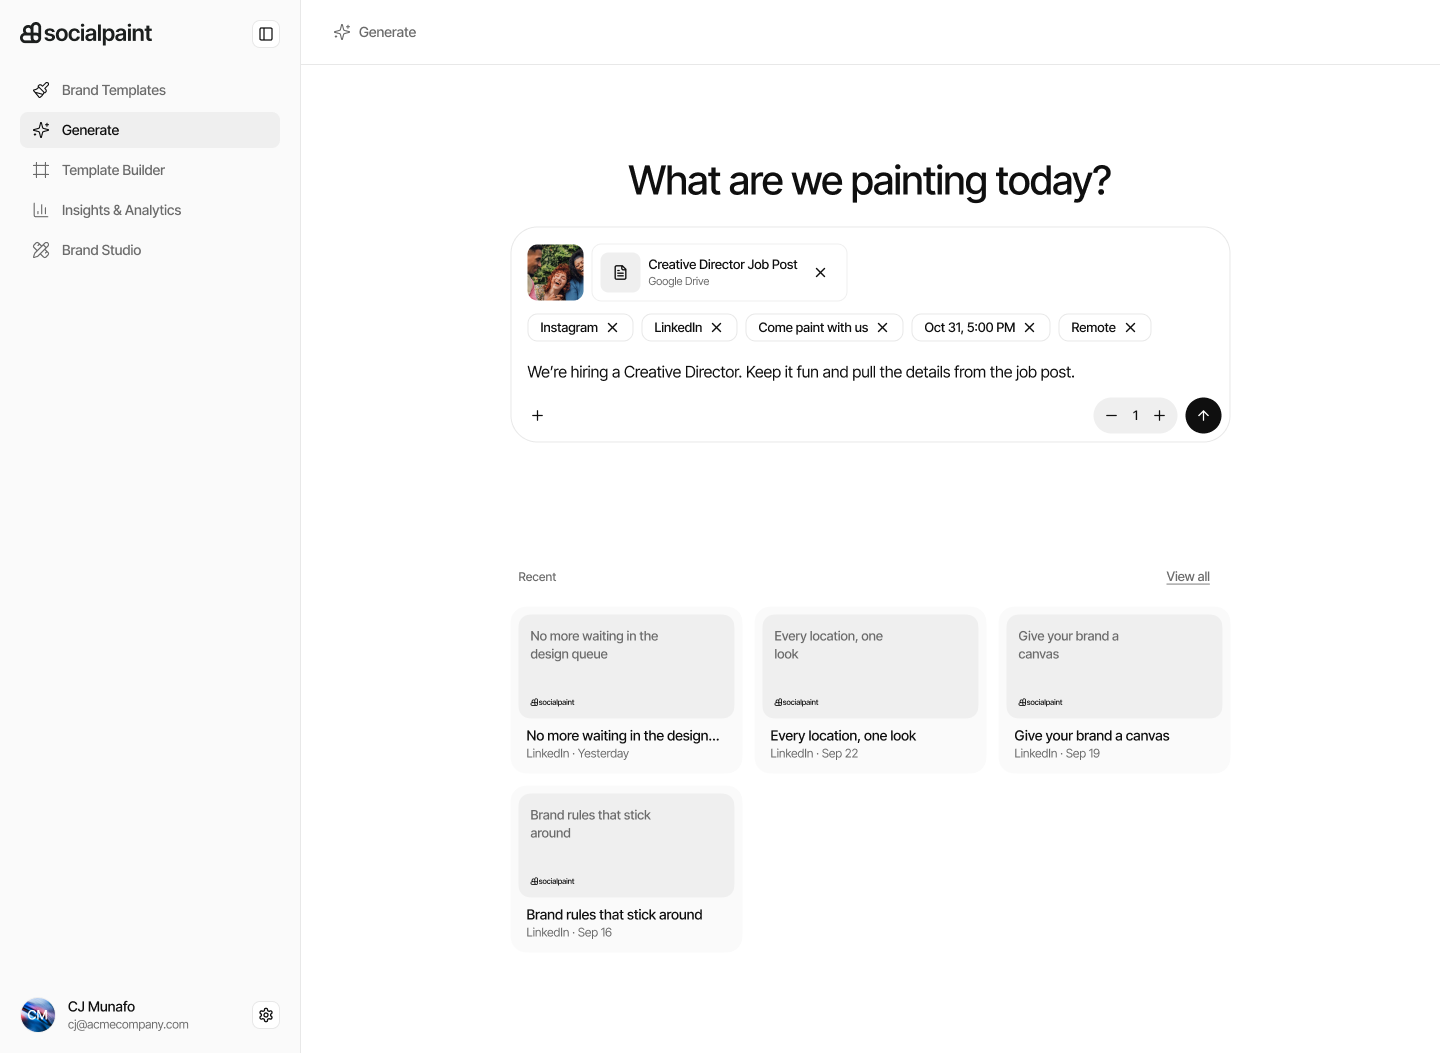 socialpaint
Generate
Brand Templates
Generate
Template Builder
Insights & Analytics
Brand Studio
What are we painting today?
Creative Director Job Post
Google Drive
Instagram
LinkedIn
Come paint with us
Oct 31, 5:00 PM
Remote
We’re hiring a Creative Director. Keep it fun and pull the details from the job post.
1
Recent
View all
No more waiting in the
design queue
socialpaint
No more waiting in the design...
LinkedIn · Yesterday
Every location, one
look
socialpaint
Every location, one look
LinkedIn · Sep 22
Give your brand a
canvas
socialpaint
Give your brand a canvas
LinkedIn · Sep 19
Brand rules that stick
around
socialpaint
Brand rules that stick around
LinkedIn · Sep 16
CM
CJ Munafo
cj@acmecompany.com